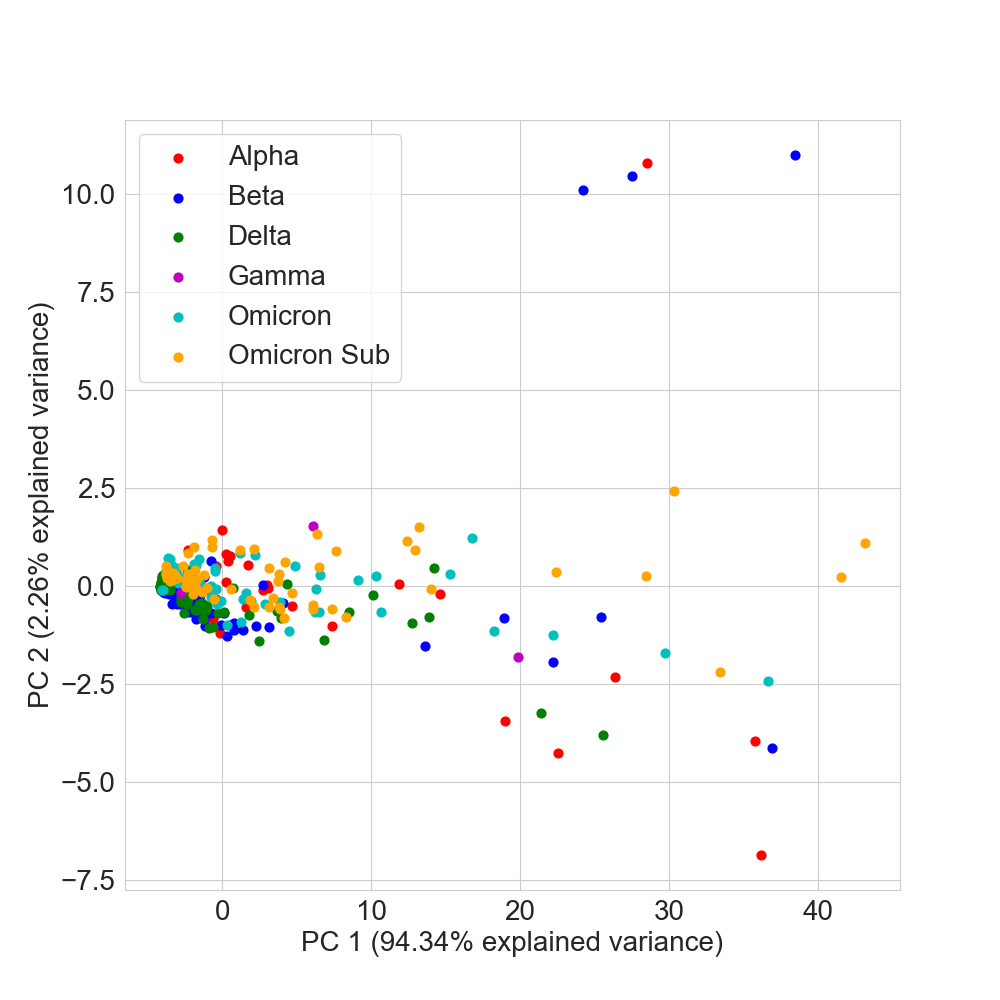 Alpha
Beta
Delta
Gamma
Omicron
Omicron Sub
10.0
7.5
5.0
2.5
0.0
−2.5
−5.0
−7.5
PC 2 (2.26% explained variance)
0 10 20 30 40
PC 1 (94.34% explained variance)